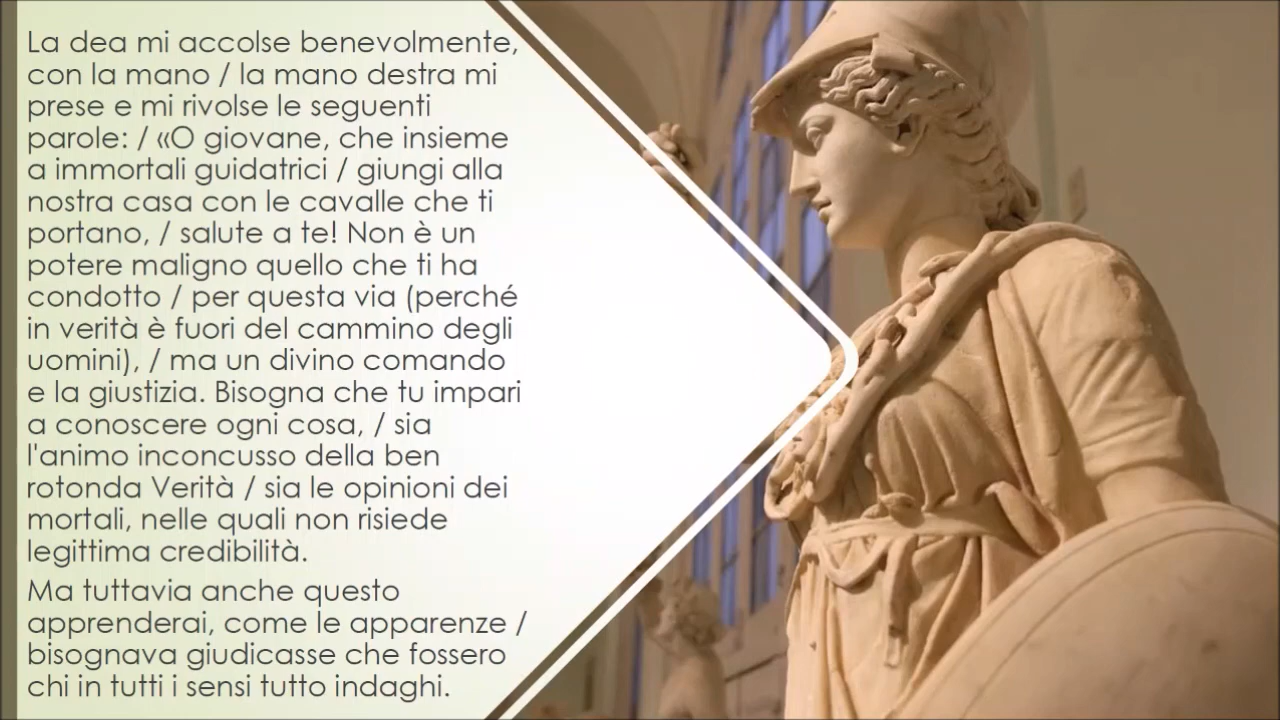 La dea mi accolse benevolmente,
con la mano / la mano destra mi
prese e mi rivolse le seguenti
parole: / «O giovane, che insieme
a immortali guidatrici / giungi alla
nostra casa con le cavalle che ti
portano, / salute a te! Non è un
potere maligno quello che ti ha
condotto / per questa via (perché
in verità è fuori del cammino degli
uomini), / ma un divino comando
e la giustizia. Bisogna che tu impari
a conoscere ogni cosa, / sia
l'animo inconcusso della ben
rotonda Verità / sia le opinioni dei
mortali, nelle quali non risiede
legittima credibilità.
Ma tuttavia anche questo
apprenderai, come le apparenze /
bisognava giudicasse che fossero
chi in tutti i sensi tutto indaghi.